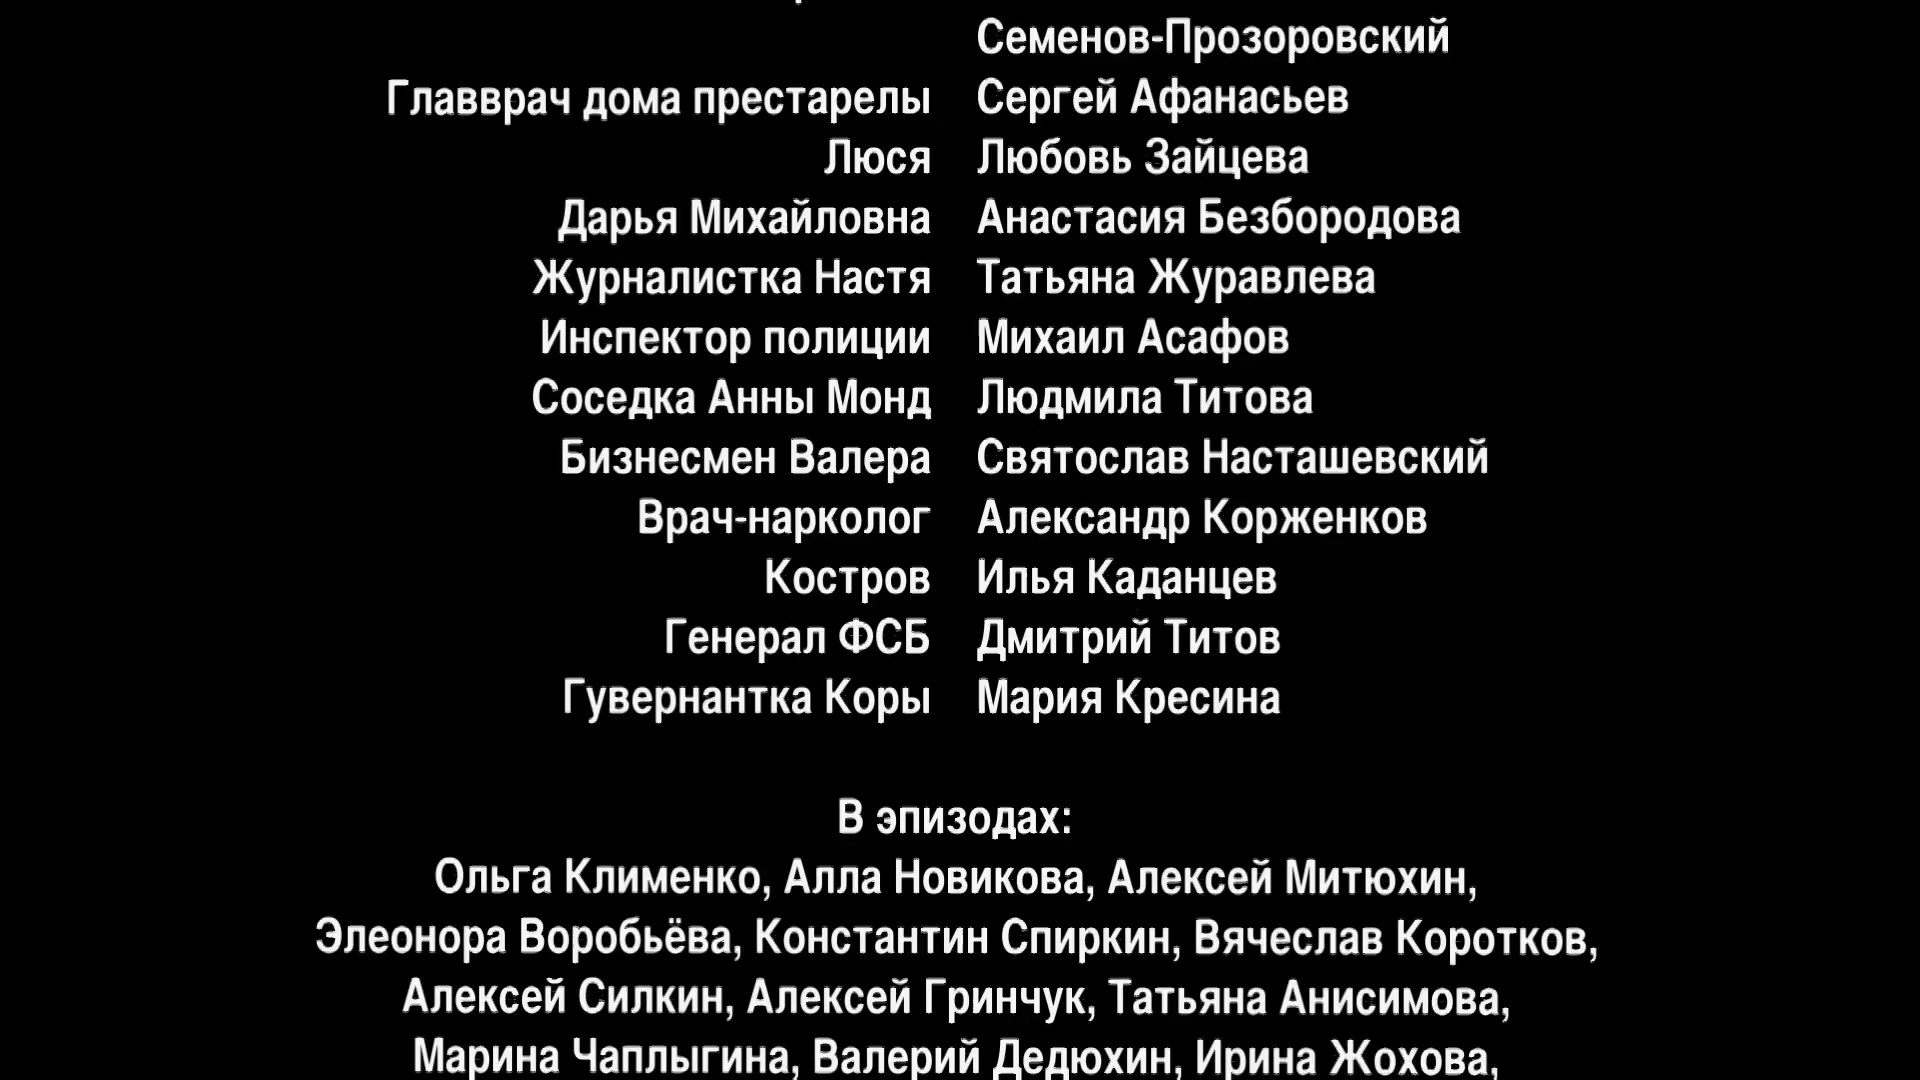 Семенов-Прозоровский
Главврач дома престарелы Сергей Афанасьев
Люся Любовь Зайцева
Дарья Михайловна Анастасия Безбородова
Журналистка Настя Татьяна Журавлева
Инспектор полиции Михаил Асафов
Соседка Анны Монд Людмила Титова
Бизнесмен Валера Святослав Насташевский
Врач-нарколог Александр Корженков
Костров Илья Каданцев
Генерал ФСБ Дмитрий Титов
Гувернантка Коры Мария Кресина
В эпизодах:
Ольга Клименко, Алла Новикова, Алексей Митюхин,
Элеонора Воробьёва, Константин Спиркин, Вячеслав Коротков,
Алексей Силкин, Алексей Гринчук, Татьяна Анисимова,
Марина Чаплыгина, Валерий Дедюхин, Ирина Жохова,